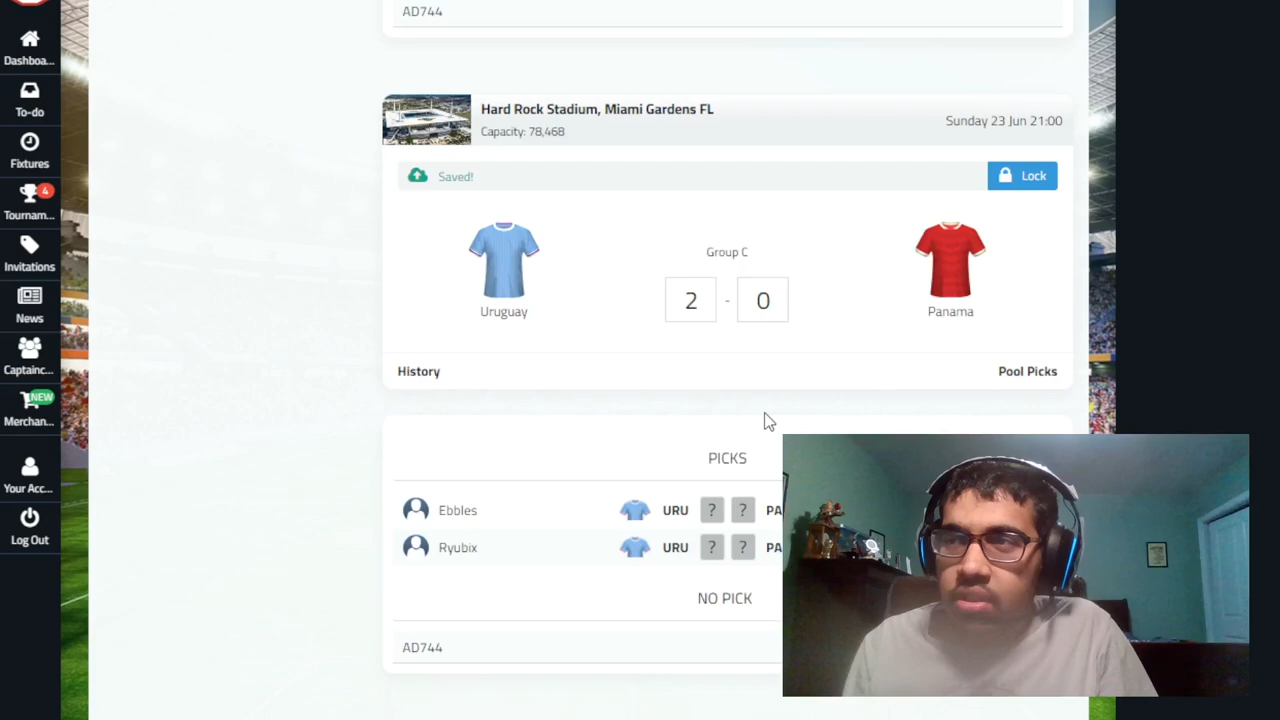 AD744
Dashboa...
To-do
Fixtures
4
Tournam...
Invitations
News
Captainc...
NEW
Merchan...
Your Acc...
Log Out
Hard Rock Stadium, Miami Gardens FL
Capacity: 78,468
Sunday 23 Jun 21:00
Saved!
Lock
Group C
2 - 0
Uruguay
Panama
History
Pool Picks
PICKS
Ebbles URU ? ? PA
Ryubix URU ? ? PA
NO PICK
AD744